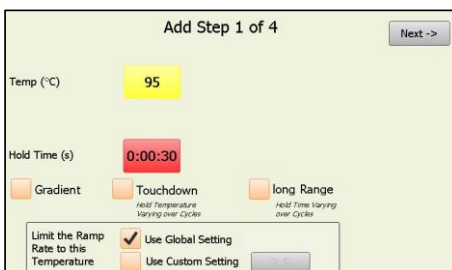 Add Step 1 of 4
Next ->
Temp (°C)
95
Hold Time (s)
0:00:30
Gradient
Touchdown
long Range
Hold Temperature
Varying over Cycles
Hold Time Varying
over Cycles
Limit the Ramp
Rate to this
Temperature
Use Global Setting
Use Custom Setting